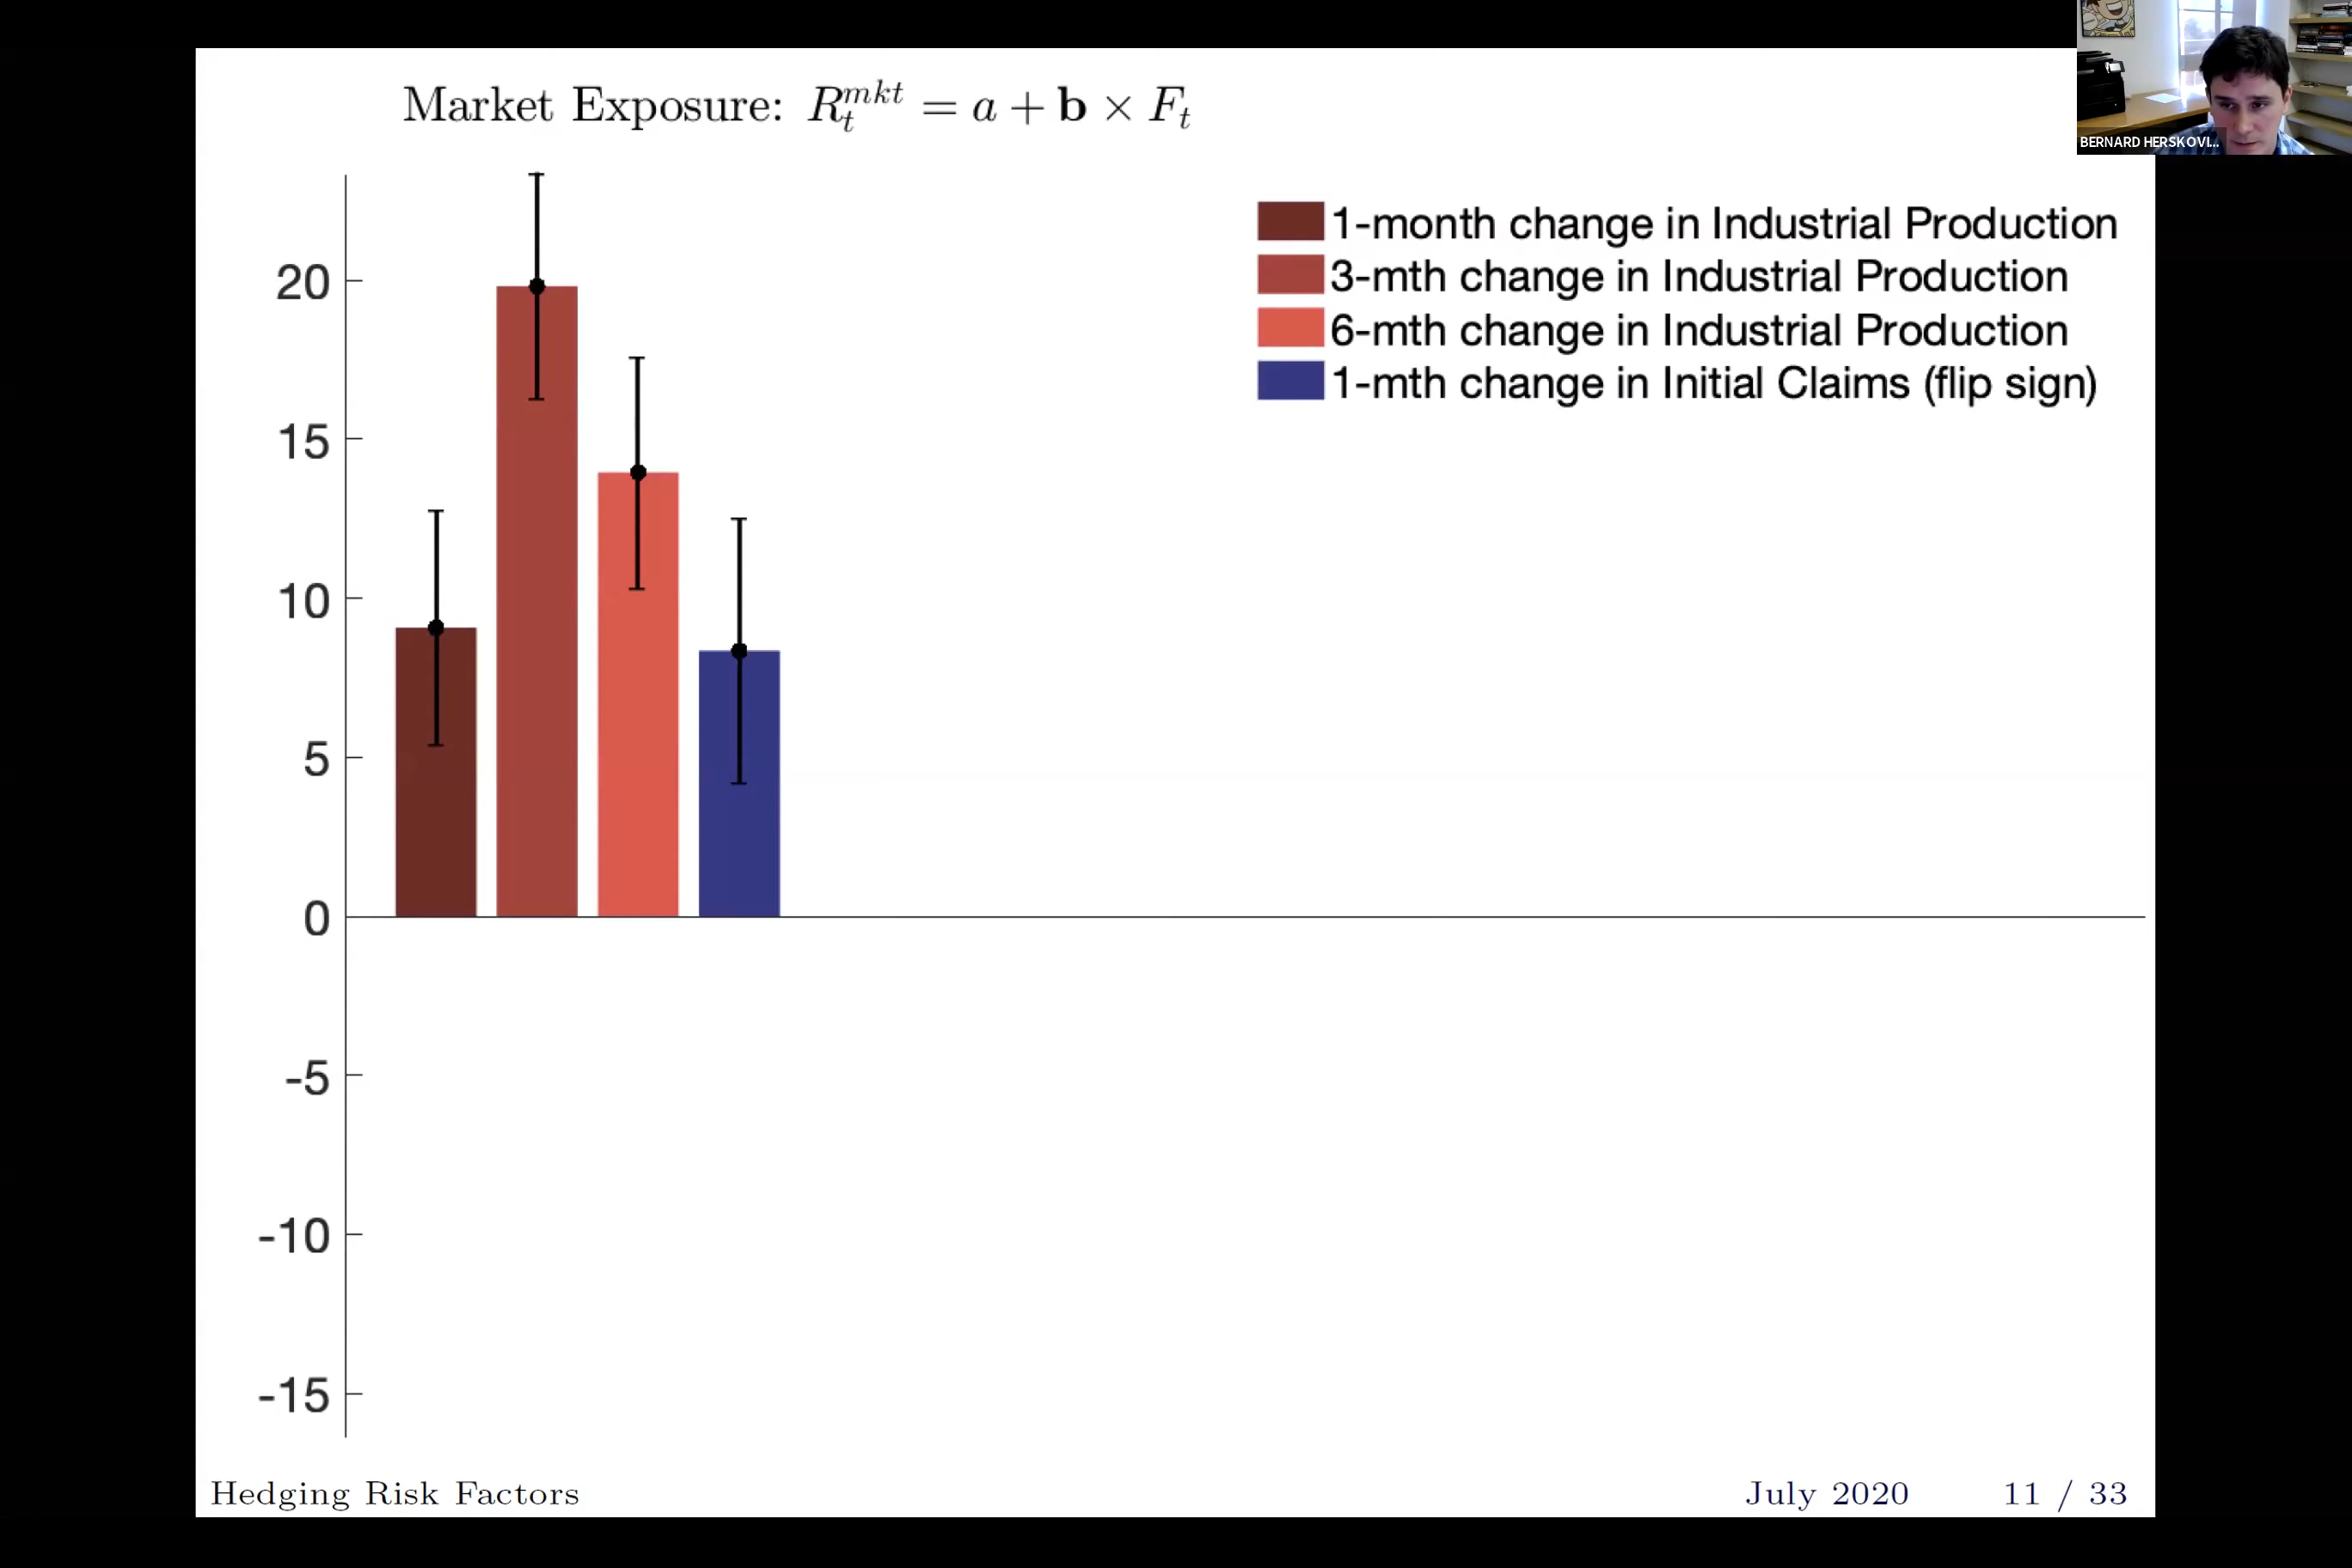 Market Exposure: $R_t^{mkt} = a + \mathbf{b} \times F_t$
BERNARD HERSKOVI...
1-month change in Industrial Production
3-mth change in Industrial Production
6-mth change in Industrial Production
1-mth change in Initial Claims (flip sign)
20
15
10
5
0
-5
-10
-15
Hedging Risk Factors
July 2020 11 / 33